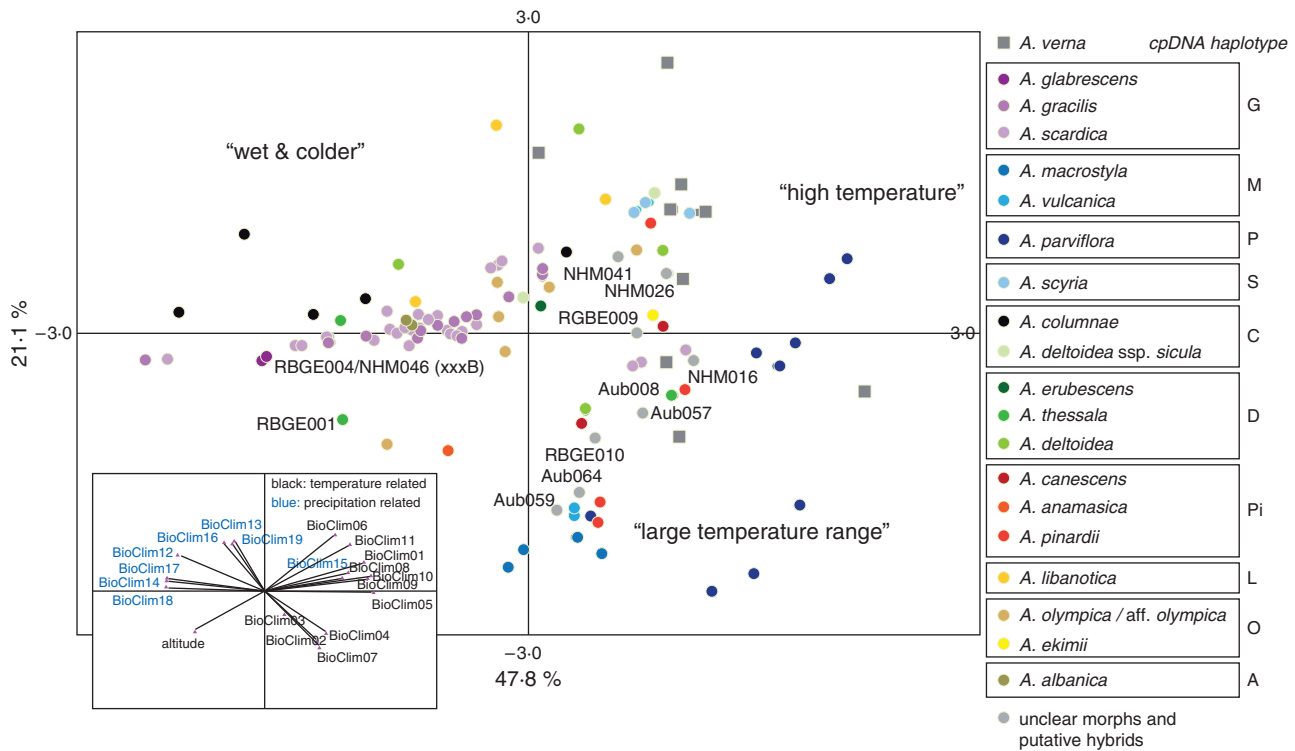 3·0
"wet & colder"
"high temperature"
21·1 %
−3·0
3·0
NHM041
NHM026
RGBE009
RBGE004/NHM046 (xxxB)
NHM016
Aub008
Aub057
RBGE001
RBGE010
Aub064
Aub059
"large temperature range"
−3·0
47·8 %
black: temperature related
blue: precipitation related
BioClim13
BioClim06
BioClim16
BioClim19
BioClim11
BioClim12
BioClim01
BioClim15
BioClim08
BioClim17
BioClim10
BioClim14
BioClim09
BioClim18
BioClim05
BioClim03
altitude
BioClim02
BioClim04
BioClim07
A. verna cpDNA haplotype
A. glabrescens
A. gracilis G
A. scardica
A. macrostyla
M
A. vulcanica
A. parviflora P
A. scyria S
A. columnae
C
A. deltoidea ssp. sicula
A. erubescens
A. thessala D
A. deltoidea
A. canescens
A. anamasica Pi
A. pinardii
A. libanotica L
A. olympica / aff. olympica
O
A. ekimii
A. albanica A
unclear morphs and
putative hybrids